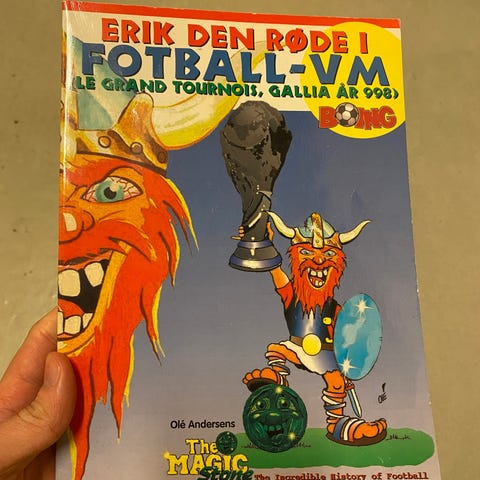 ERIK DEN RØDE I
FOTBALL-VM
(LE GRAND TOURNOIS, GALLIA ÅR 998)
BOING
OLÉ
Olé Andersens
The
MAGIC
Stone
The Incredible History of Football